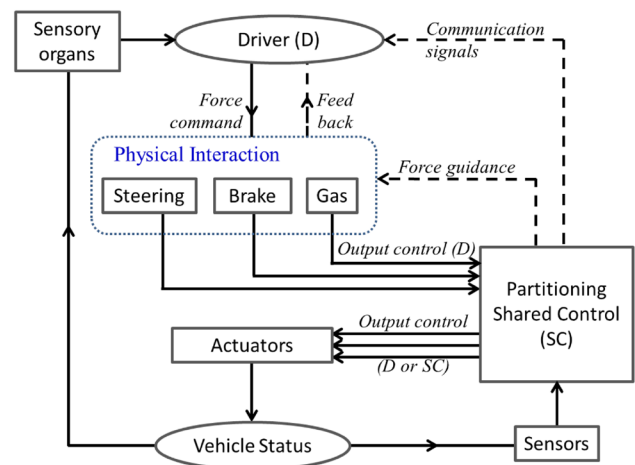 Sensory
organs
Driver (D)
Communication
signals
Force
command
Feed
back
Physical Interaction
Force guidance
Steering
Brake
Gas
Output control (D)
Partitioning
Shared Control
(SC)
Output control
Actuators
(D or SC)
Vehicle Status
Sensors